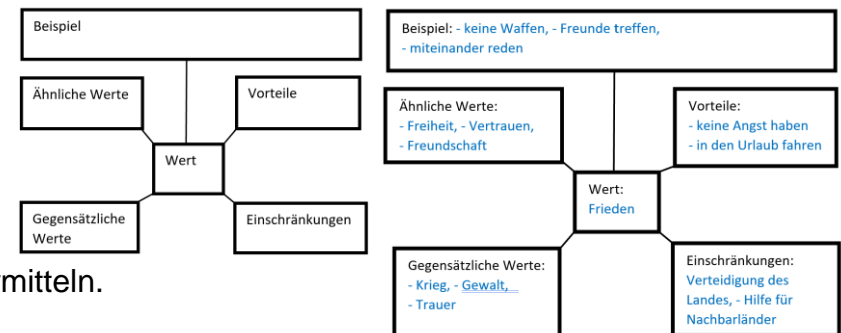 Beispiel
Ähnliche Werte
Vorteile
Wert
Gegensätzliche
Werte
Einschränkungen
mitteln.
Beispiel: - keine Waffen, - Freunde treffen,
- miteinander reden
Ähnliche Werte:
- Freiheit, - Vertrauen,
- Freundschaft
Vorteile:
- keine Angst haben
- in den Urlaub fahren
Wert:
Frieden
Gegensätzliche Werte:
- Krieg, - Gewalt,
- Trauer
Einschränkungen:
Verteidigung des
Landes, - Hilfe für
Nachbarländer